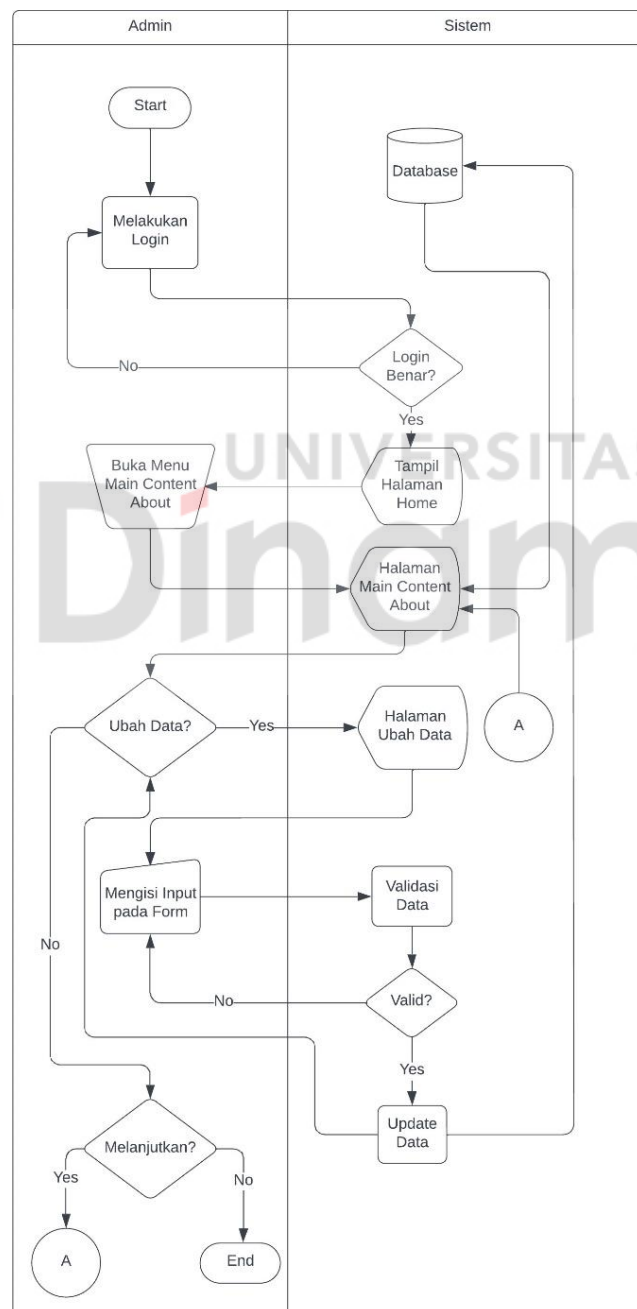 Admin
Sistem
Start
Database
Melakukan
Login
Login
Benar?
No
Yes
UNIVERSITAS
Dinam
Buka Menu
Main Content
About
Tampil
Halaman
Home
Halaman
Main Content
About
Ubah Data?
Yes
Halaman
Ubah Data
A
Mengisi Input
pada Form
Validasi
Data
No
No
Valid?
Yes
Update
Data
Melanjutkan?
Yes
No
A
End